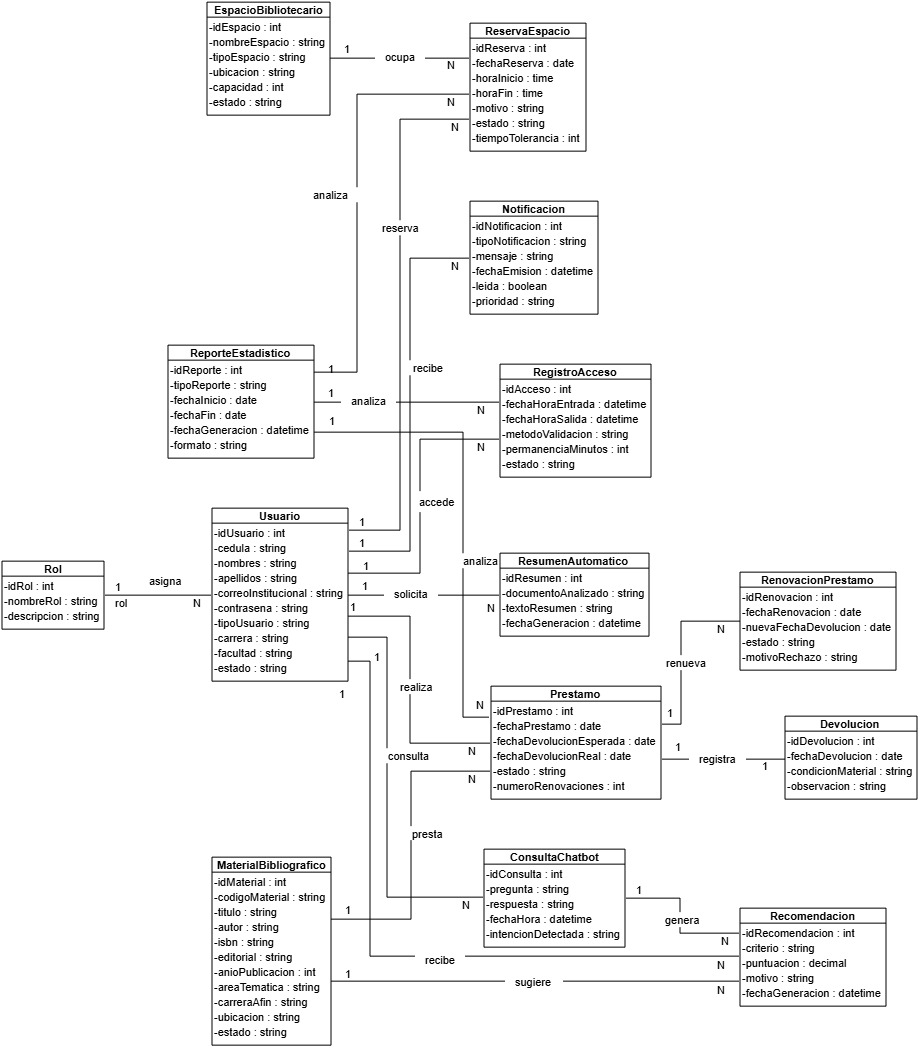 EspacioBibliotecario
-idEspacio : int
-nombreEspacio : string
-tipoEspacio : string
-ubicacion : string
-capacidad : int
-estado : string
1
ocupa
N
ReservaEspacio
-idReserva : int
-fechaReserva : date
-horaInicio : time
-horaFin : time
-motivo : string
-estado : string
-tiempoTolerancia : int
N
N
analiza
reserva
Notificacion
-idNotificacion : int
-tipoNotificacion : string
-mensaje : string
-fechaEmision : datetime
-leida : boolean
-prioridad : string
N
recibe
ReporteEstadistico
-idReporte : int
-tipoReporte : string
-fechaInicio : date
-fechaFin : date
-fechaGeneracion : datetime
-formato : string
1
1
analiza
N
1
RegistroAcceso
-idAcceso : int
-fechaHoraEntrada : datetime
-fechaHoraSalida : datetime
-metodoValidacion : string
-permanenciaMinutos : int
-estado : string
N
accede
analiza
Rol
-idRol : int
-nombreRol : string
-descripcion : string
1
rol
asigna
N
Usuario
-idUsuario : int
-cedula : string
-nombres : string
-apellidos : string
-correoInstitucional : string
-contrasena : string
-tipoUsuario : string
-carrera : string
-facultad : string
-estado : string
1
1
1
1
solicita
N
1
1
1
ResumenAutomatico
-idResumen : int
-documentoAnalizado : string
-textoResumen : string
-fechaGeneracion : datetime
RenovacionPrestamo
-idRenovacion : int
-fechaRenovacion : date
-nuevaFechaDevolucion : date
-estado : string
-motivoRechazo : string
N
renueva
1
realiza
Prestamo
-idPrestamo : int
-fechaPrestamo : date
-fechaDevolucionEsperada : date
-fechaDevolucionReal : date
-estado : string
-numeroRenovaciones : int
N
N
N
1
registra
1
Devolucion
-idDevolucion : int
-fechaDevolucion : date
-condicionMaterial : string
-observacion : string
consulta
presta
MaterialBibliografico
-idMaterial : int
-codigoMaterial : string
-titulo : string
-autor : string
-isbn : string
-editorial : string
-anioPublicacion : int
-areaTematica : string
-carreraAfin : string
-ubicacion : string
-estado : string
1
1
ConsultaChatbot
-idConsulta : int
-pregunta : string
-respuesta : string
-fechaHora : datetime
-intencionDetectada : string
N
1
genera
N
recibe
N
sugiere
N
Recomendacion
-idRecomendacion : int
-criterio : string
-puntuacion : decimal
-motivo : string
-fechaGeneracion : datetime